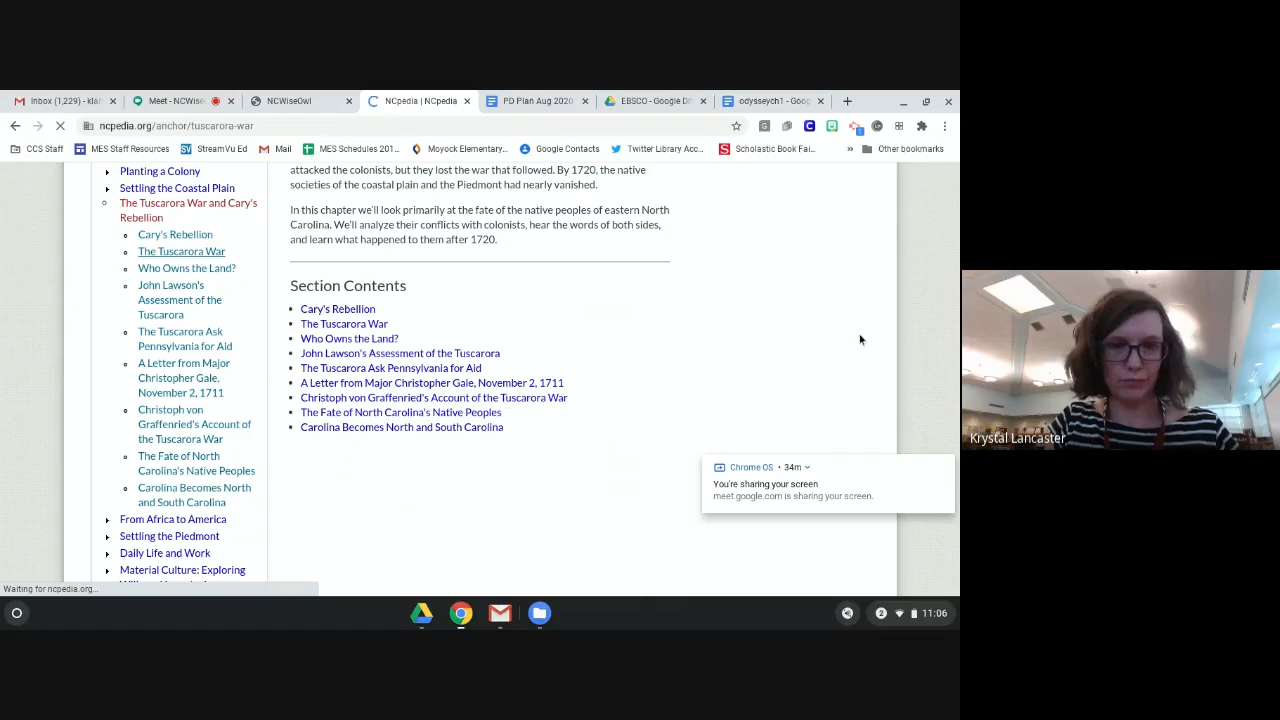 Inbox (1,229) - klan
Meet - NCWise
NCWiseOwl
NCpedia | NCpedia
PD Plan Aug 2020
EBSCO - Google Dr
odysseych1 - Goog
ncpedia.org/anchor/tuscarora-war
CCS Staff
MES Staff Resources
StreamVu Ed
Mail
MES Schedules 201...
Moyock Elementary...
Google Contacts
Twitter Library Acc...
Scholastic Book Fai...
Other bookmarks
Planting a Colony
Settling the Coastal Plain
The Tuscarora War and Cary's
Rebellion
Cary's Rebellion
The Tuscarora War
Who Owns the Land?
John Lawson's
Assessment of the
Tuscarora
The Tuscarora Ask
Pennsylvania for Aid
A Letter from Major
Christopher Gale,
November 2, 1711
Christoph von
Graffenried's Account of
the Tuscarora War
The Fate of North
Carolina's Native Peoples
Carolina Becomes North
and South Carolina
From Africa to America
Settling the Piedmont
Daily Life and Work
Material Culture: Exploring
attacked the colonists, but they lost the war that followed. By 1720, the native
societies of the coastal plain and the Piedmont had nearly vanished.
In this chapter we'll look primarily at the fate of the native peoples of eastern North
Carolina. We'll analyze their conflicts with colonists, hear the words of both sides,
and learn what happened to them after 1720.
Section Contents
Cary's Rebellion
The Tuscarora War
Who Owns the Land?
John Lawson's Assessment of the Tuscarora
The Tuscarora Ask Pennsylvania for Aid
A Letter from Major Christopher Gale, November 2, 1711
Christoph von Graffenried's Account of the Tuscarora War
The Fate of North Carolina's Native Peoples
Carolina Becomes North and South Carolina
Chrome OS • 34m
You're sharing your screen
meet.google.com is sharing your screen.
Waiting for ncpedia.org...
2 11:06
Krystal Lancaster